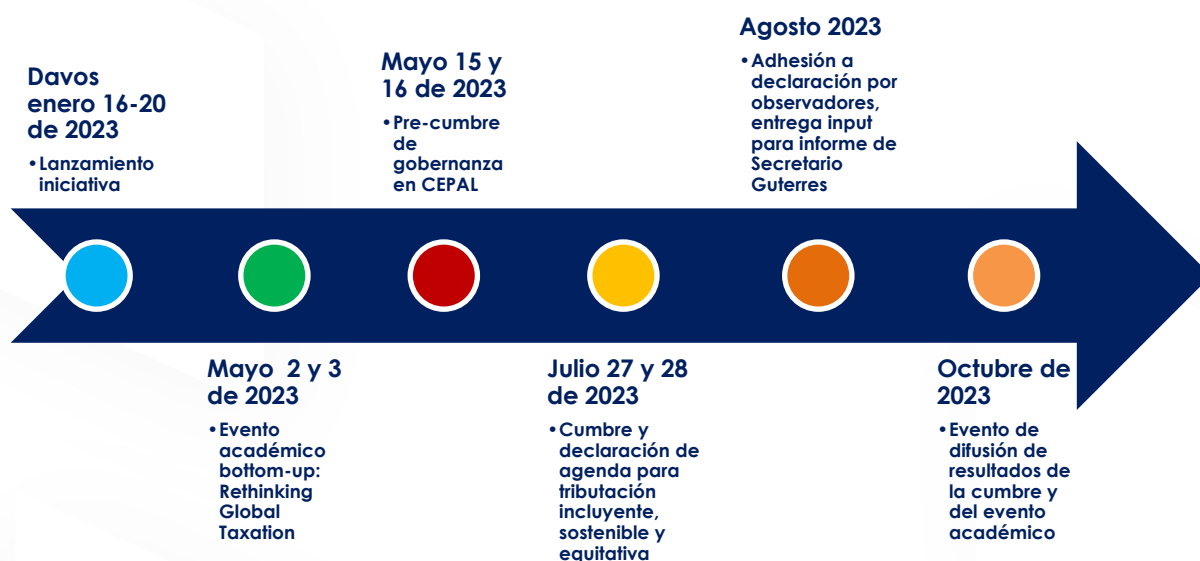 Davos
enero 16-20
de 2023
•Lanzamiento
iniciativa
Mayo 2 y 3
de 2023
•Evento
académico
bottom-up:
Rethinking
Global
Taxation
Mayo 15 y
16 de 2023
•Pre-cumbre
de
gobernanza
en CEPAL
Julio 27 y 28
de 2023
•Cumbre y
declaración de
agenda para
tributación
incluyente,
sostenible y
equitativa
Agosto 2023
•Adhesión a
declaración por
observadores,
entrega input
para informe de
Secretario
Guterres
Octubre de
2023
•Evento de
difusión de
resultados de
la cumbre y
del evento
académico